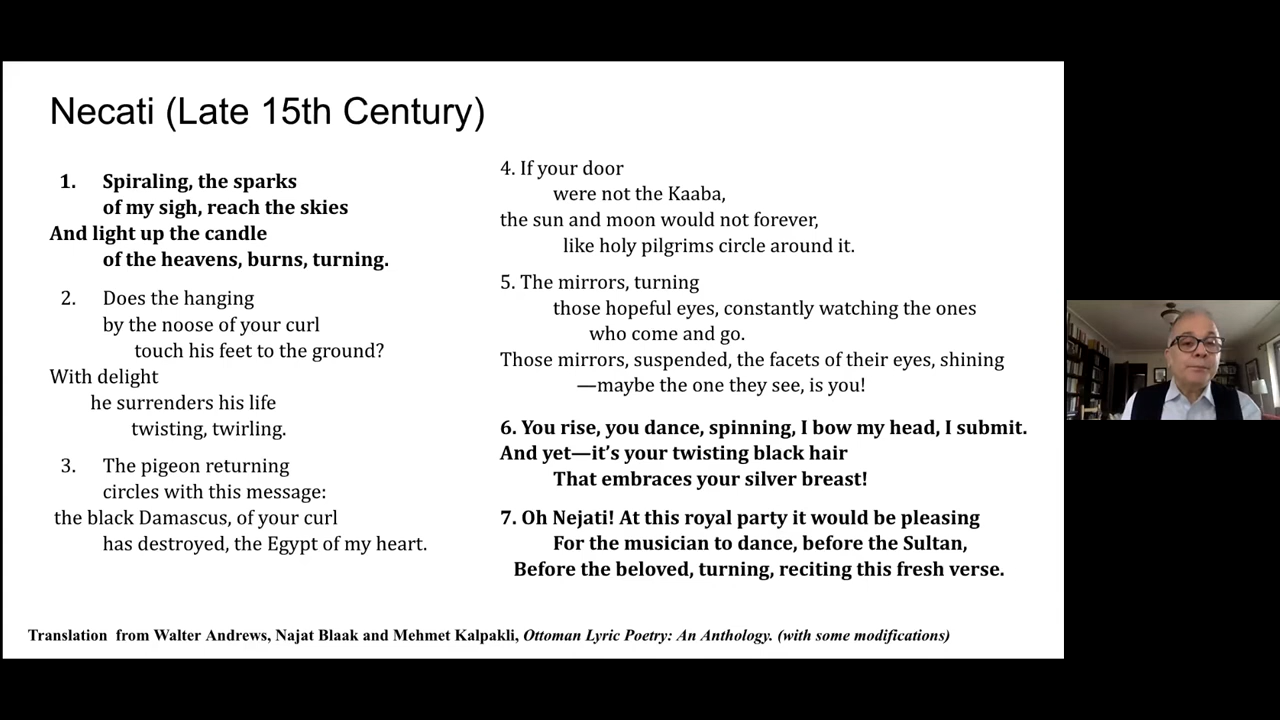 Necati (Late 15th Century)
1. Spiraling, the sparks
of my sigh, reach the skies
And light up the candle
of the heavens, burns, turning.
2. Does the hanging
by the noose of your curl
touch his feet to the ground?
With delight
he surrenders his life
twisting, twirling.
3. The pigeon returning
circles with this message:
the black Damascus, of your curl
has destroyed, the Egypt of my heart.
4. If your door
were not the Kaaba,
the sun and moon would not forever,
like holy pilgrims circle around it.
5. The mirrors, turning
those hopeful eyes, constantly watching the ones
who come and go.
Those mirrors, suspended, the facets of their eyes, shining
—maybe the one they see, is you!
6. You rise, you dance, spinning, I bow my head, I submit.
And yet—it’s your twisting black hair
That embraces your silver breast!
7. Oh Nejati! At this royal party it would be pleasing
For the musician to dance, before the Sultan,
Before the beloved, turning, reciting this fresh verse.
Translation from Walter Andrews, Najat Blaak and Mehmet Kalpakli, Ottoman Lyric Poetry: An Anthology. (with some modifications)